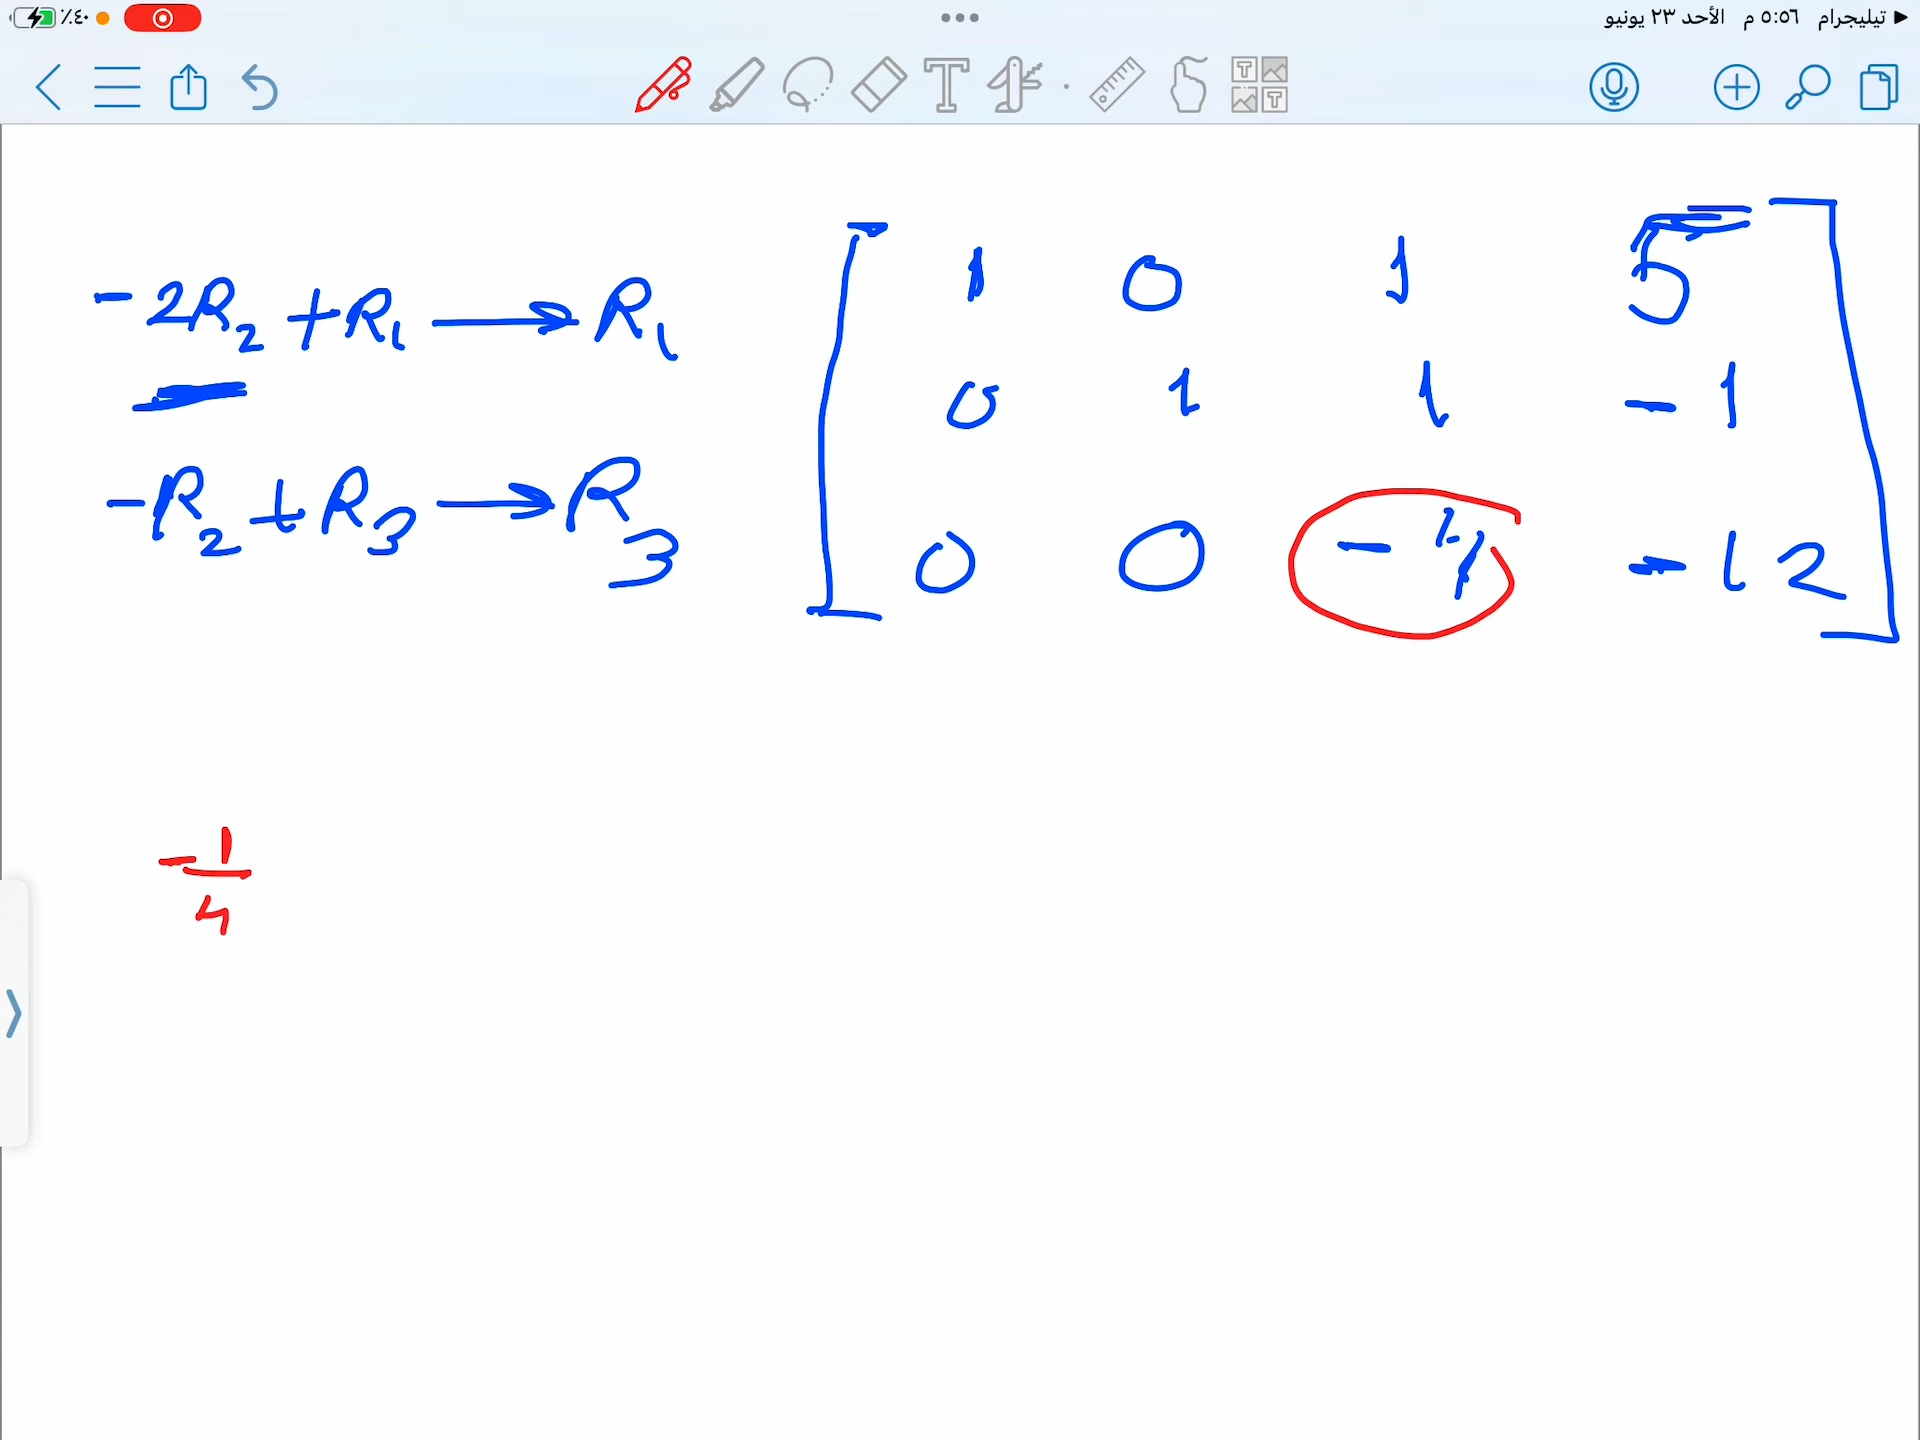 ٪٤٠ ◀ تيليجرام ٥:٥٦ م الأحد ٢٣ يونيو
-2R₂ + R₁ → R₁
-R₂ + R₃ → R₃
1 0 1 5
0 1 1 -1
0 0 -4 -12
-1/4